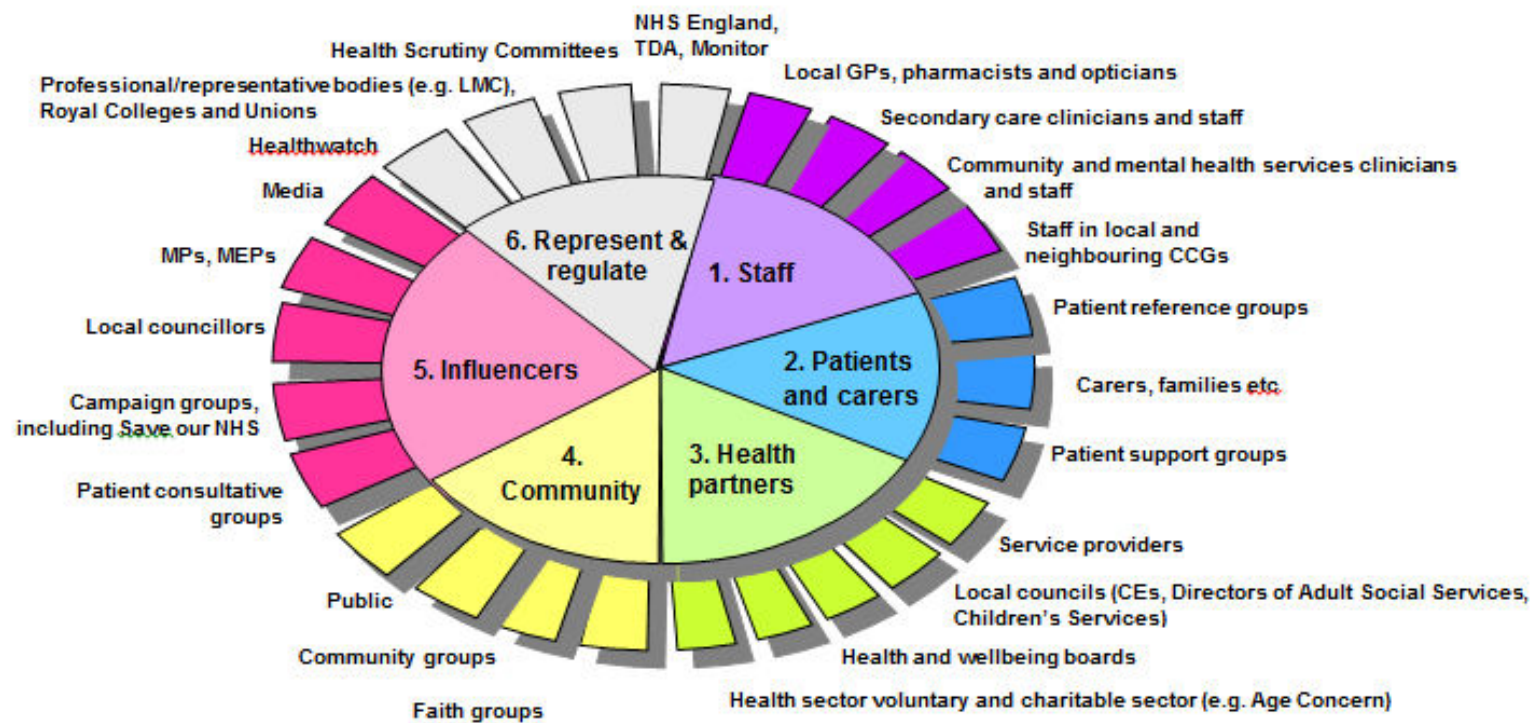 NHS England,
TDA, Monitor
Health Scrutiny Committees
Professional/representative bodies (e.g. LMC),
Royal Colleges and Unions
Healthwatch
Media
MPs, MEPs
Local councillors
Campaign groups,
including Save our NHS
Patient consultative
groups
Public
Community groups
Faith groups
Local GPs, pharmacists and opticians
Secondary care clinicians and staff
Community and mental health services clinicians
and staff
Staff in local and
neighbouring CCGs
Patient reference groups
Carers, families etc
Patient support groups
Service providers
Local councils (CEs, Directors of Adult Social Services,
Children's Services)
Health and wellbeing boards
Health sector voluntary and charitable sector (e.g. Age Concern)
6. Represent &
regulate
1. Staff
2. Patients
and carers
3. Health
partners
4.
Community
5. Influencers